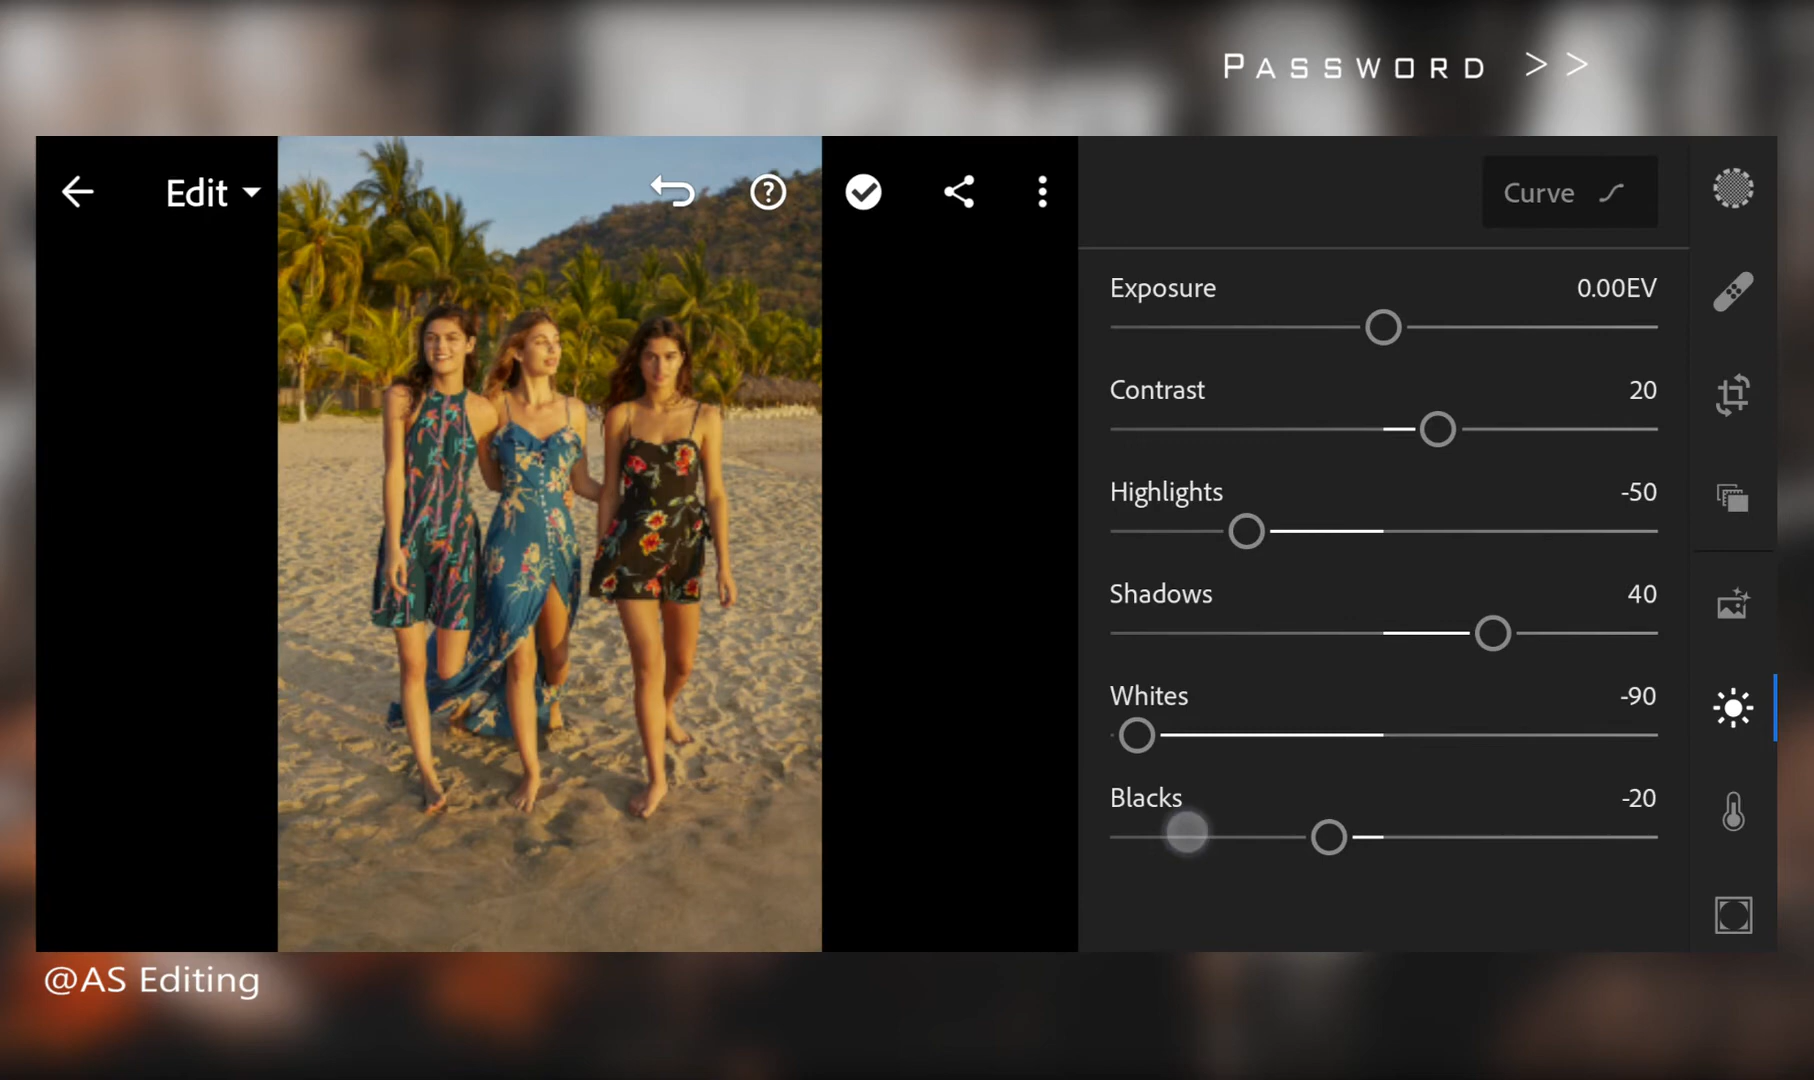 PASSWORD >>
Edit
Curve
Exposure 0.00EV
Contrast 20
Highlights -50
Shadows 40
Whites -90
Blacks -20
@AS Editing